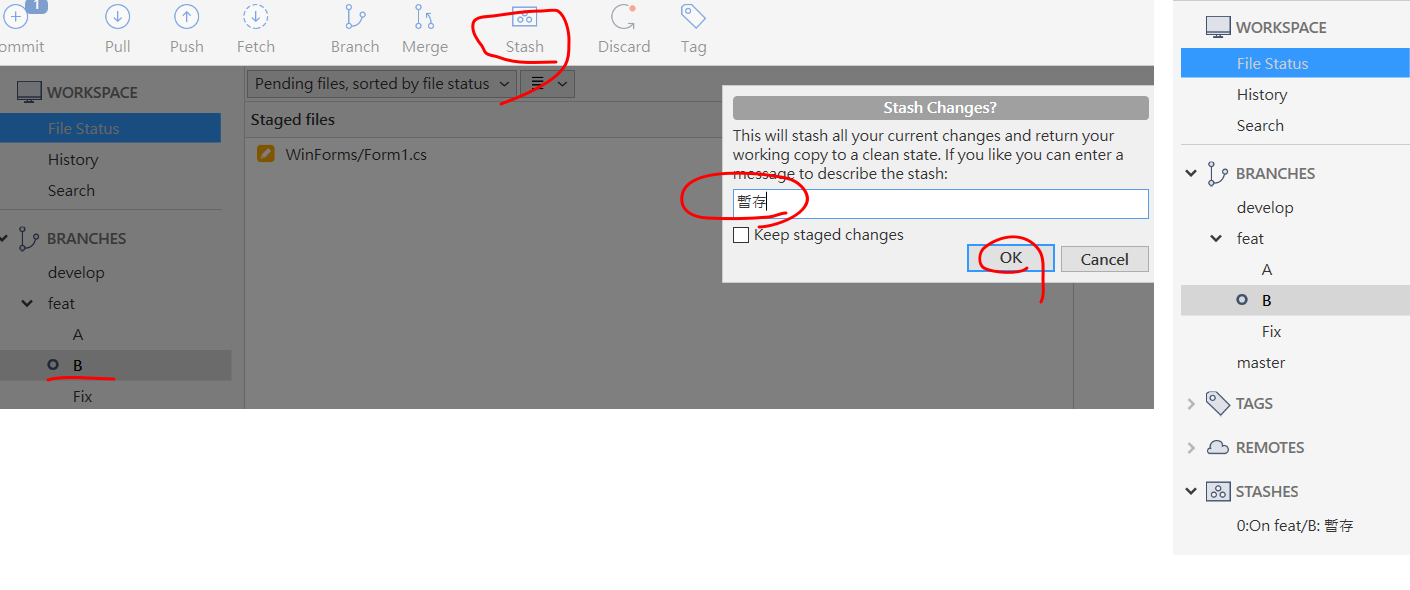 1
ommit
Pull
Push
Fetch
Branch
Merge
Stash
Discard
Tag
WORKSPACE
File Status
History
Search
BRANCHES
develop
feat
A
B
Fix
Pending files, sorted by file status
Staged files
WinForms/Form1.cs
Stash Changes?
This will stash all your current changes and return your
working copy to a clean state. If you like you can enter a
message to describe the stash:
暫存
Keep staged changes
OK
Cancel
WORKSPACE
File Status
History
Search
BRANCHES
develop
feat
A
B
Fix
master
TAGS
REMOTES
STASHES
0:On feat/B: 暫存